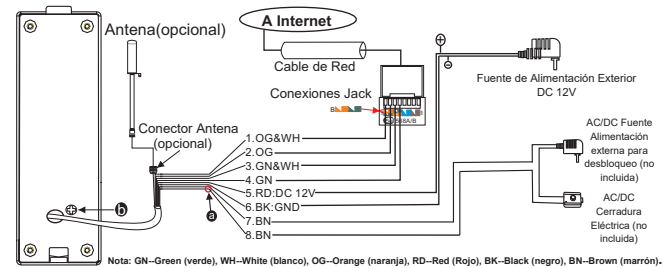 A Internet
Antena(opcional)
Cable de Red
Fuente de Alimentación Exterior
DC 12V
Conexiones Jack
B
568A/B
Conector Antena
(opcional)
1.OG&WH
2.OG
3.GN&WH
4.GN
5.RD:DC 12V
6.BK:GND
7.BN
8.BN
AC/DC Fuente
Alimentación
externa para
desbloqueo (no
incluida)
AC/DC
Cerradura
Eléctrica (no
incluida)
b
a
Nota: GN--Green (verde), WH--White (blanco), OG--Orange (naranja), RD--Red (Rojo), BK--Black (negro), BN--Brown (marrón).